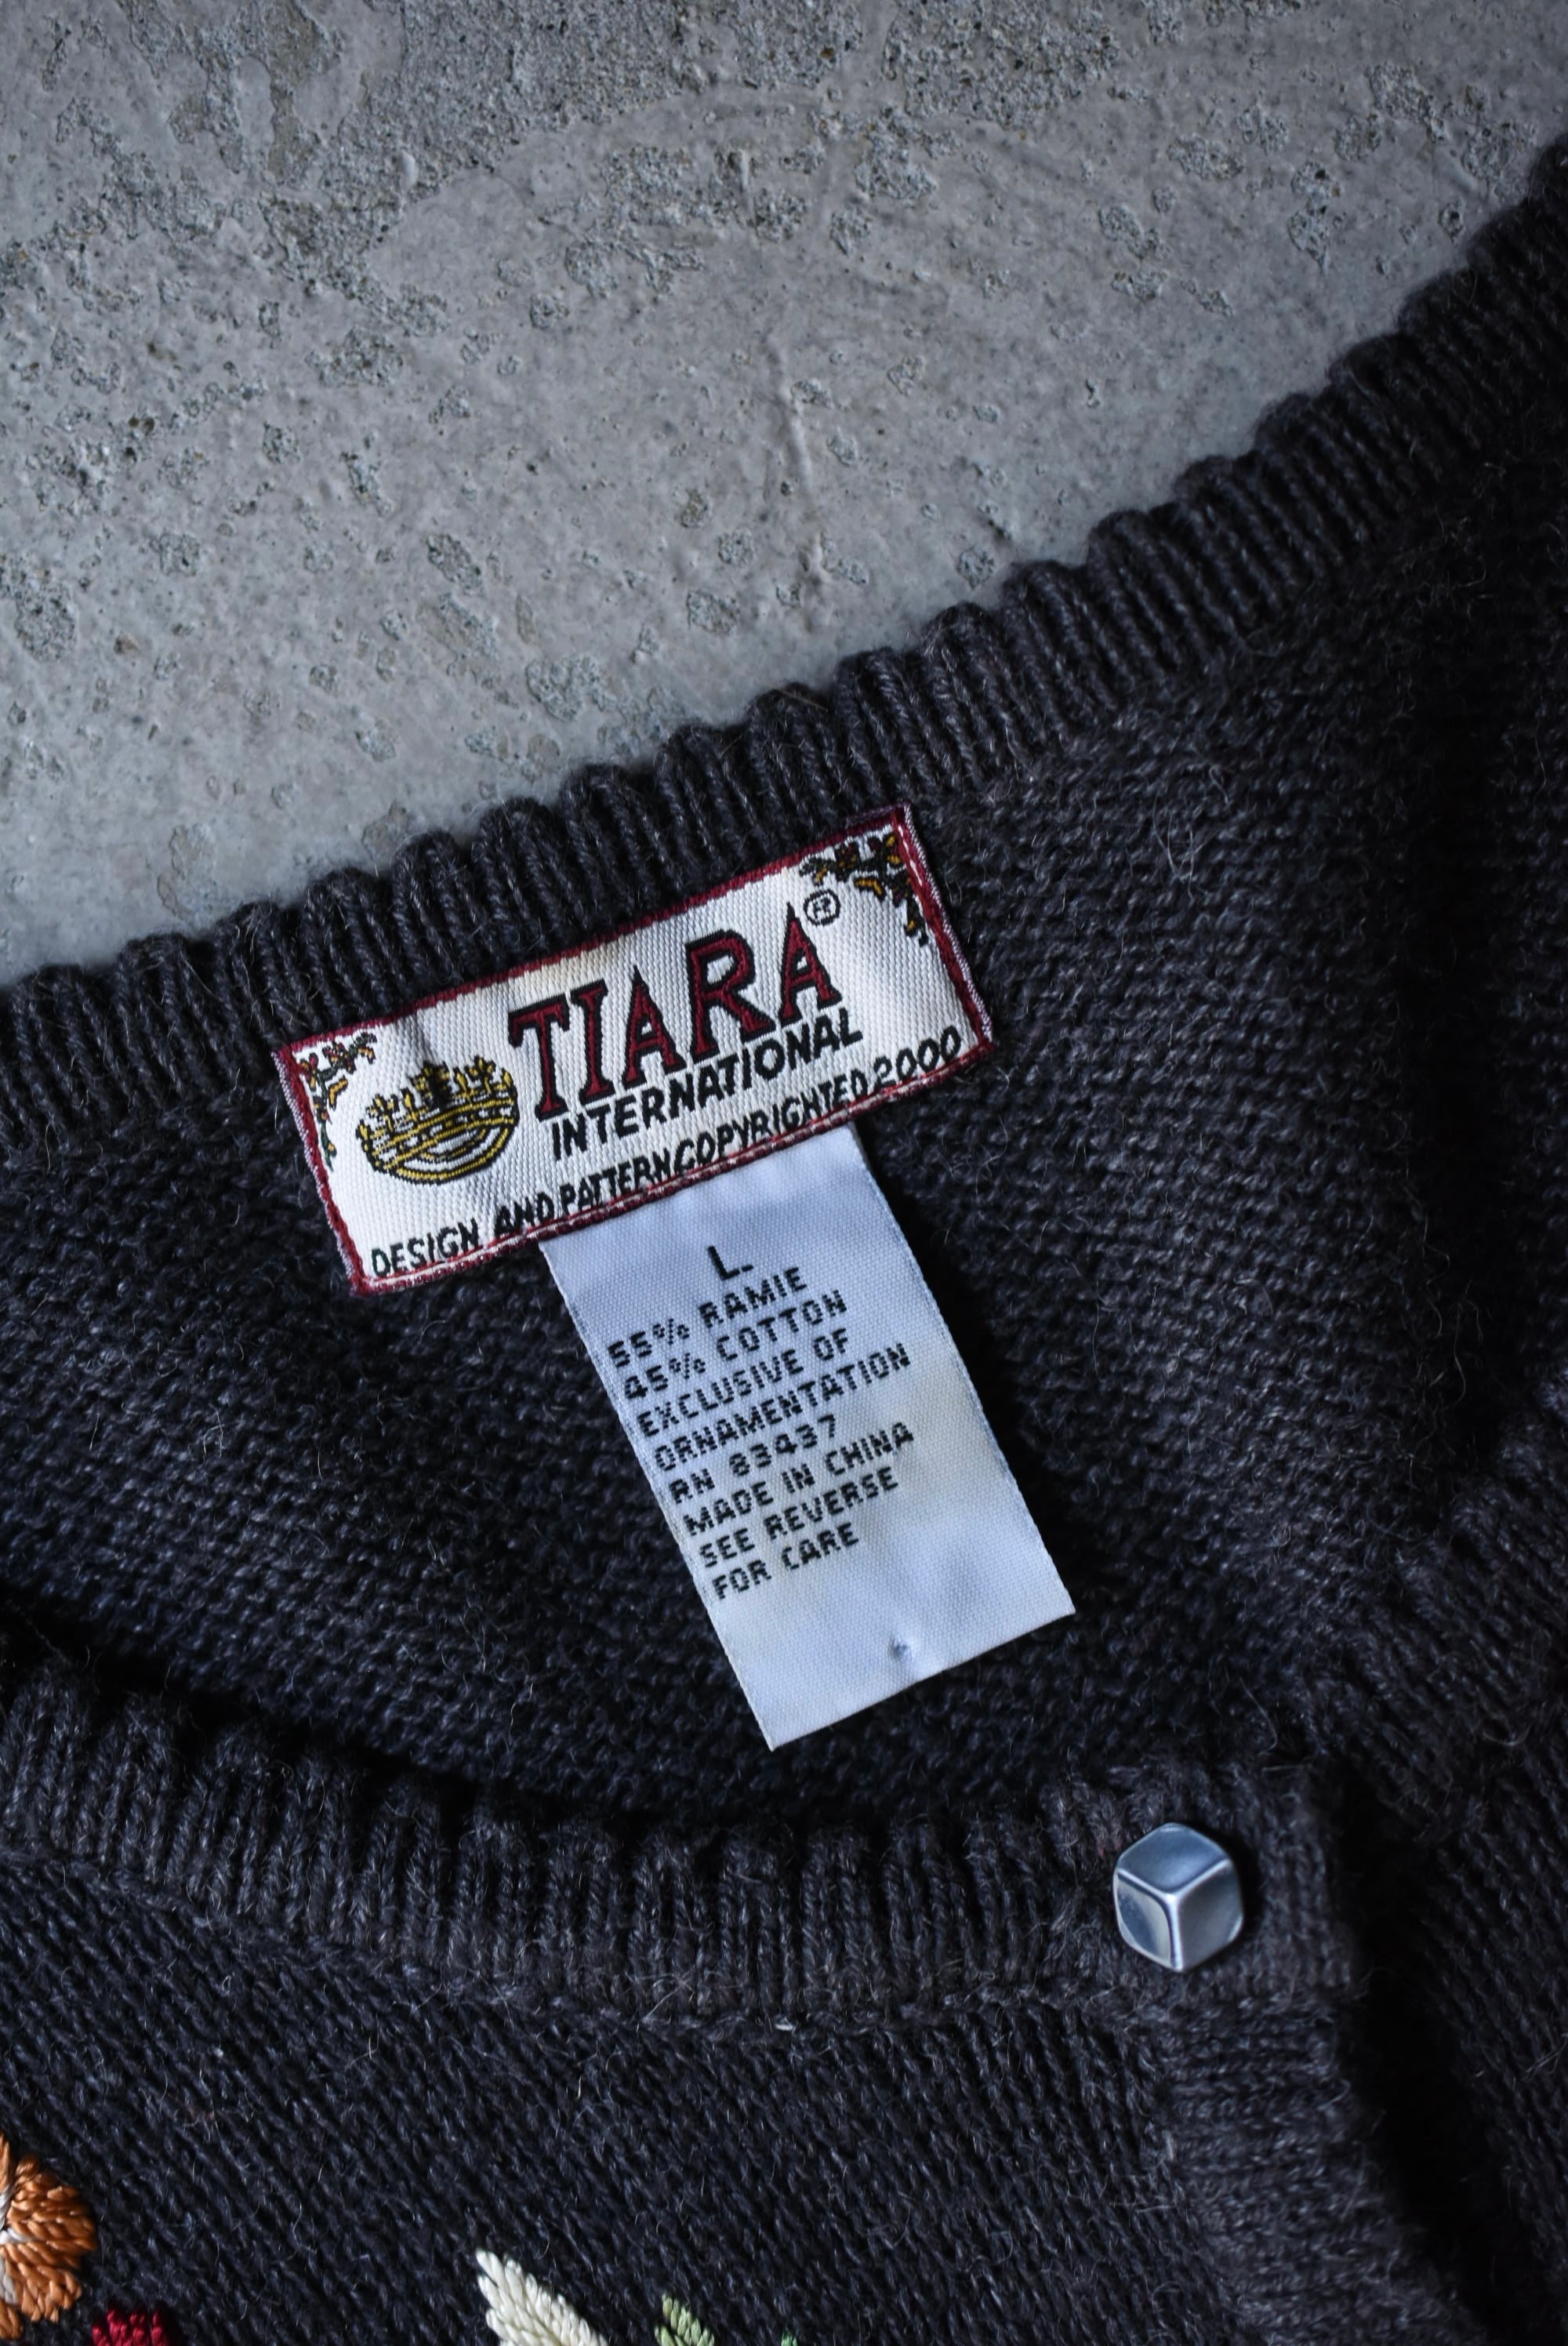 TIARA®
INTERNATIONAL
DESIGN AND PATTERN COPYRIGHTED 2000
L.
55% RAMIE
45% COTTON
EXCLUSIVE OF
ORNAMENTATION
RN 83437
MADE IN CHINA
SEE REVERSE
FOR CARE